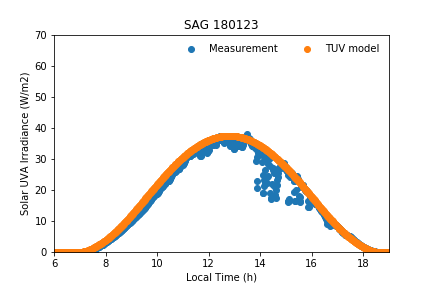 SAG 180123
Measurement TUV model
Solar UVA Irradiance (W/m2)
70
60
50
40
30
20
10
0
6 8 10 12 14 16 18
Local Time (h)